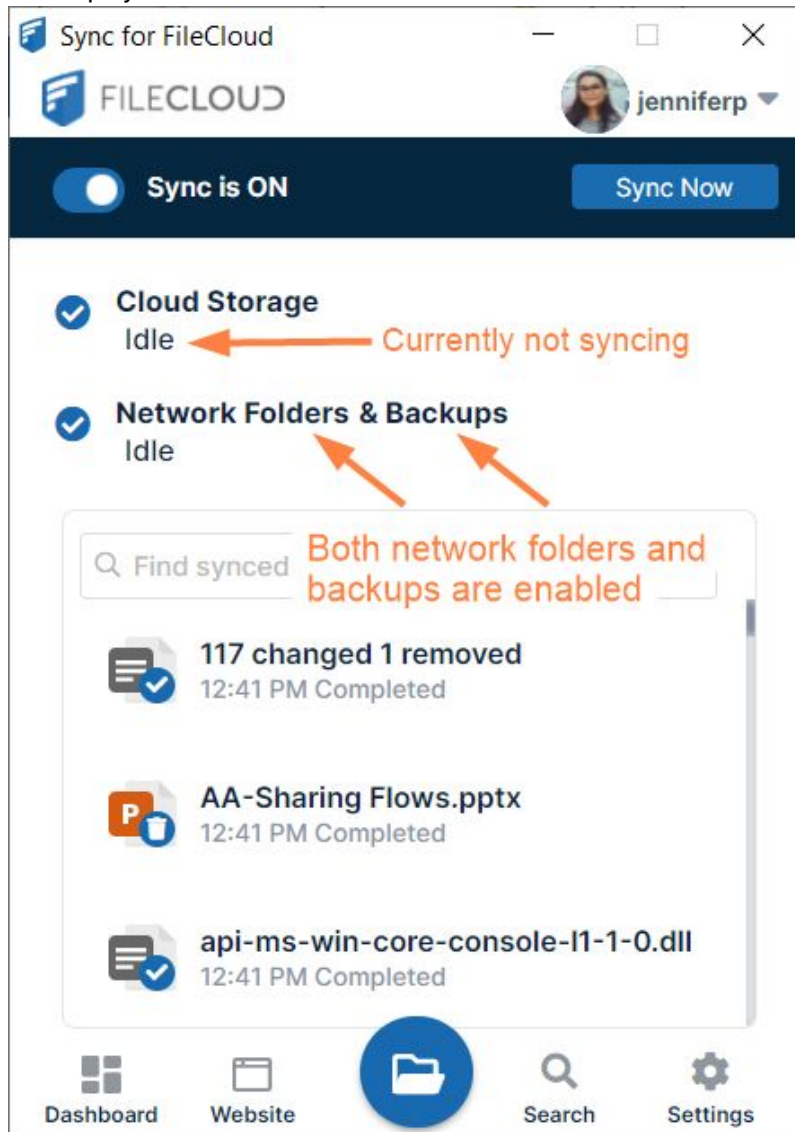 Sync for FileCloud
FILECLOUD
jenniferp
Sync is ON
Sync Now
Cloud Storage
Idle
Currently not syncing
Network Folders & Backups
Idle
Both network folders and
Find synced
backups are enabled
117 changed 1 removed
12:41 PM Completed
P
AA-Sharing Flows.pptx
12:41 PM Completed
api-ms-win-core-console-l1-1-0.dll
12:41 PM Completed
Dashboard
Website
Search
Settings